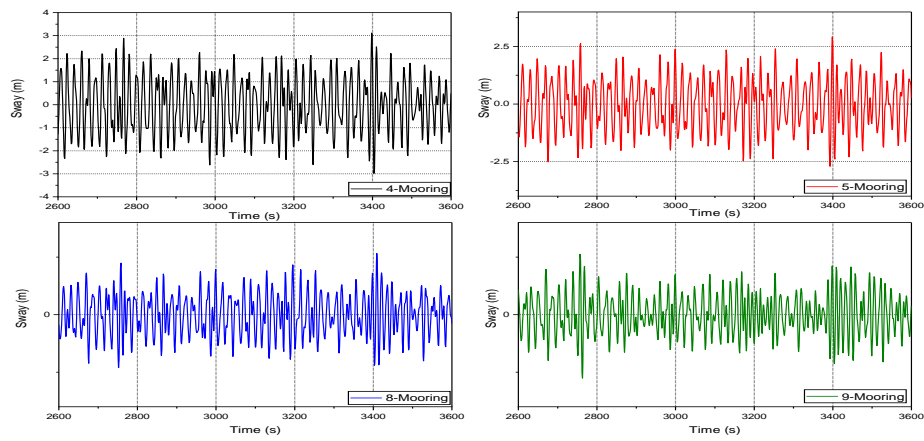 4
3
2
1
0
-1
-2
-3
-4
Sway (m)
2600 2800 3000 3200 3400 3600
Time (s)
4-Mooring
2.5
0.0
-2.5
Sway (m)
2600 2800 3000 3200 3400 3600
Time (s)
5-Mooring
0
Sway (m)
2600 2800 3000 3200 3400 3600
Time (s)
8-Mooring
0
Sway (m)
2600 2800 3000 3200 3400 3600
Time (s)
9-Mooring